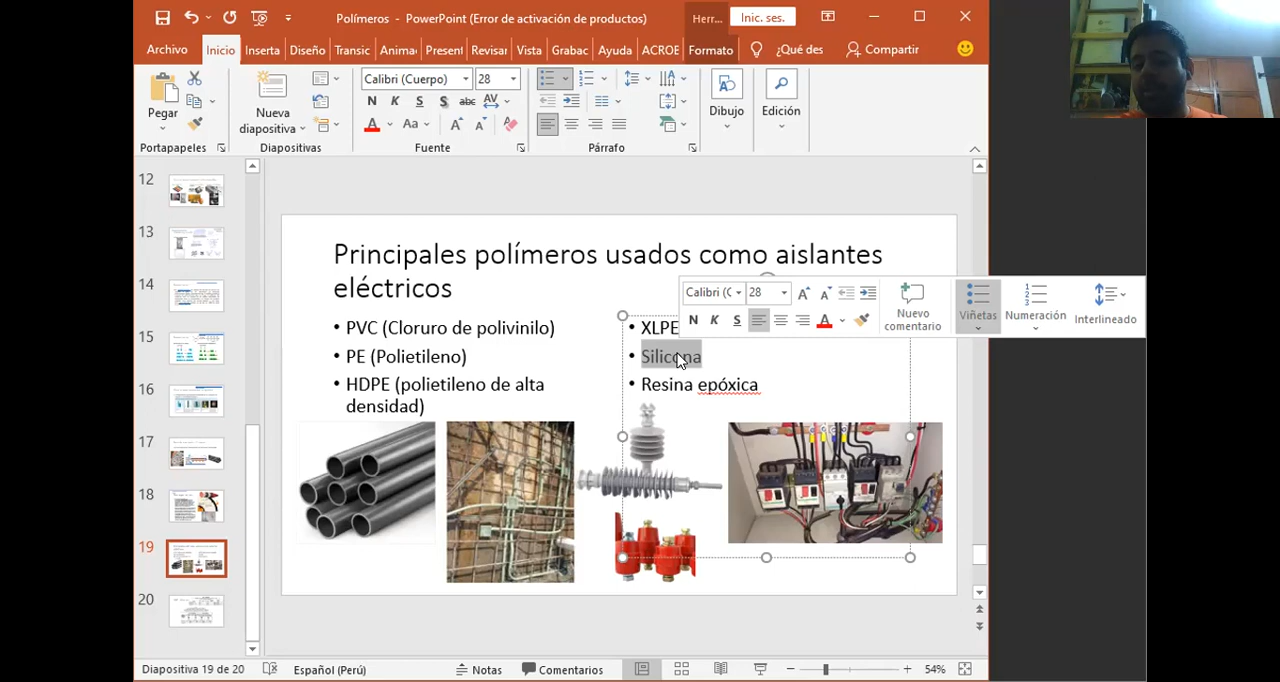 Polímeros - PowerPoint (Error de activación de productos)
Herr...
Inic. ses.
Archivo
Inicio
Inserta
Diseño
Transic
Anima
Present
Revisar
Vista
Grabac
Ayuda
ACROE
Formato
¿Qué des
Compartir
Calibri (Cuerpo)
28
Pegar
Nueva
diapositiva
N K S S abc AV
A Aa A A
Dibujo
Edición
Portapapeles
Diapositivas
Fuente
Párrafo
12
13
14
15
16
17
18
19
20
Principales polímeros usados como aislantes
eléctricos
• PVC (Cloruro de polivinilo)
• PE (Polietileno)
• HDPE (polietileno de alta
densidad)
• XLPE
• Silicona
• Resina epóxica
Calibri (C
28
A A
N K S
A
Nuevo
comentario
Viñetas
Numeración
Interlineado
Diapositiva 19 de 20
Español (Perú)
Notas
Comentarios
54%